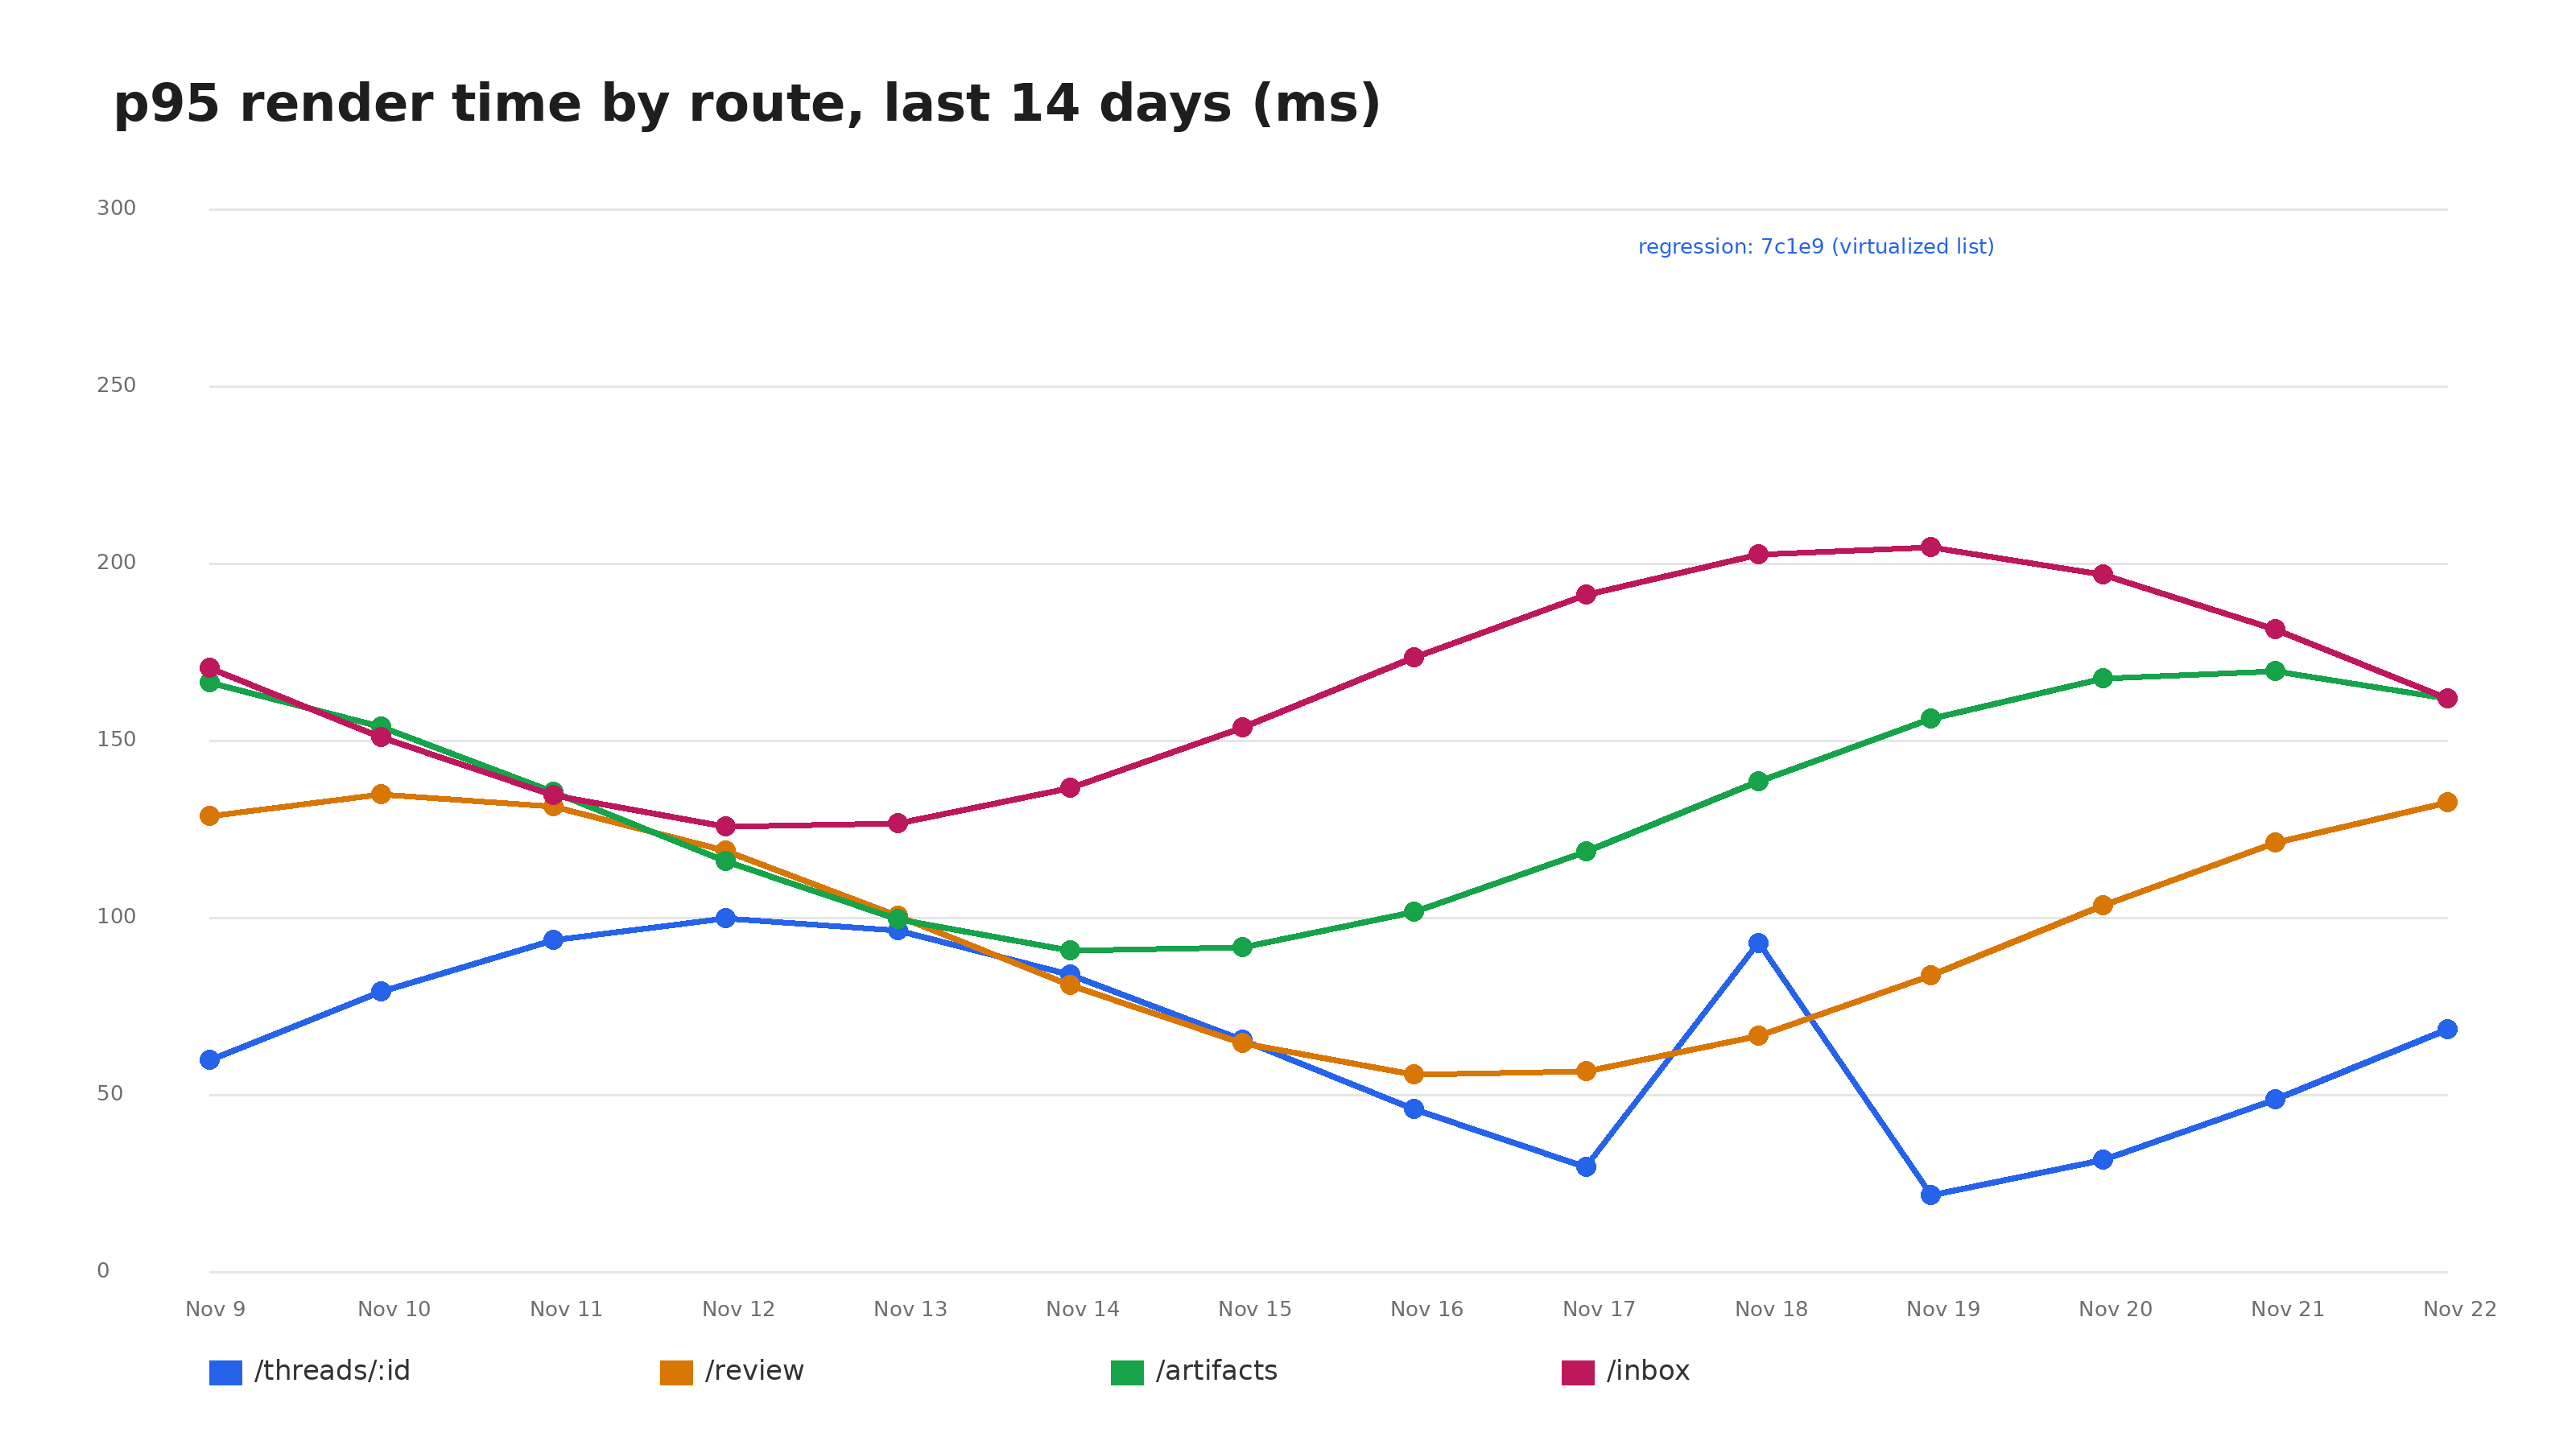 p95 render time by route, last 14 days (ms)
300
regression: 7c1e9 (virtualized list)
250
200
150
100
50
0
Nov 9 Nov 10 Nov 11 Nov 12 Nov 13 Nov 14 Nov 15 Nov 16 Nov 17 Nov 18 Nov 19 Nov 20 Nov 21 Nov 22
/threads/:id /review /artifacts /inbox